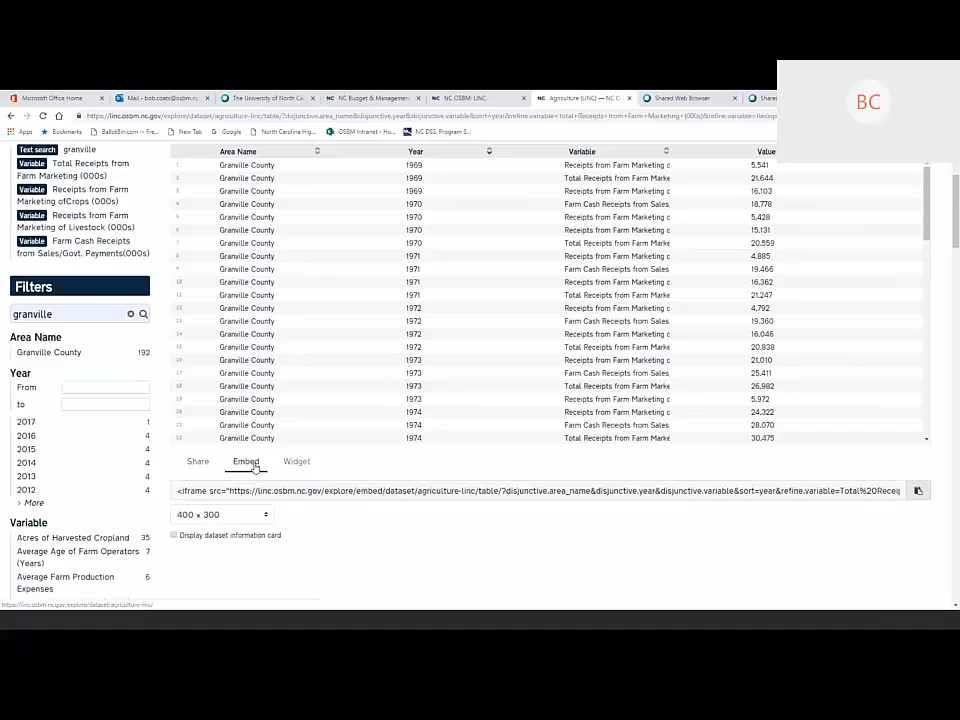 BC
Microsoft Office Home
Mail - bob.coats@osbm.n
The University of North Ca
NC Budget & Management
NC OSBM: LINC
Agriculture (LINC) — NC O
Shared Web Browser
Shared
https://linc.osbm.nc.gov/explore/dataset/agriculture-linc/table/?disjunctive.area_name&disjunctive.year&disjunctive.variable&sort=year&refine.variable=Total+Receipts+from+Farm+Marketing+(000s)&refine.variable=Receip
Apps
Bookmarks
New Tab
Google
North Carolina Hig...
OSBM Intranet - Ho...
NC DSS: Program S...
Text search granville
Variable Total Receipts from
Farm Marketing (000s)
Variable Receipts from Farm
Marketing ofCrops (000s)
Variable Receipts from Farm
Marketing of Livestock (000s)
Variable Farm Cash Receipts
from Sales/Govt. Payments(000s)
Filters
granville
Area Name
Granville County 192
Year
From
to
2017 1
2016 4
2015 4
2014 4
2013 4
2012 4
› More
Variable
Acres of Harvested Cropland 35
Average Age of Farm Operators 7
(Years)
Average Farm Production 6
Expenses
Area Name Year Variable Value
1 Granville County 1969 Receipts from Farm Marketing c 5,541
2 Granville County 1969 Total Receipts from Farm Marke 21,644
3 Granville County 1969 Receipts from Farm Marketing c 16,103
4 Granville County 1970 Farm Cash Receipts from Sales 18,778
5 Granville County 1970 Receipts from Farm Marketing c 5,428
6 Granville County 1970 Receipts from Farm Marketing c 15,131
7 Granville County 1970 Total Receipts from Farm Marke 20,559
8 Granville County 1971 Receipts from Farm Marketing c 4,885
9 Granville County 1971 Farm Cash Receipts from Sales 19,466
10 Granville County 1971 Receipts from Farm Marketing c 16,362
11 Granville County 1971 Total Receipts from Farm Marke 21,247
12 Granville County 1972 Receipts from Farm Marketing c 4,792
13 Granville County 1972 Farm Cash Receipts from Sales 19,360
14 Granville County 1972 Receipts from Farm Marketing c 16,046
15 Granville County 1972 Total Receipts from Farm Marke 20,838
16 Granville County 1973 Receipts from Farm Marketing c 21,010
17 Granville County 1973 Farm Cash Receipts from Sales 25,411
18 Granville County 1973 Total Receipts from Farm Marke 26,982
19 Granville County 1973 Receipts from Farm Marketing c 5,972
20 Granville County 1974 Receipts from Farm Marketing c 24,322
21 Granville County 1974 Farm Cash Receipts from Sales 28,070
22 Granville County 1974 Total Receipts from Farm Marke 30,475
Share Embed Widget
<iframe src="https://linc.osbm.nc.gov/explore/embed/dataset/agriculture-linc/table/?disjunctive.area_name&disjunctive.year&disjunctive.variable&sort=year&refine.variable=Total%20Receip
400 × 300
Display dataset information card
https://linc.osbm.nc.gov/explore/dataset/agriculture-linc/